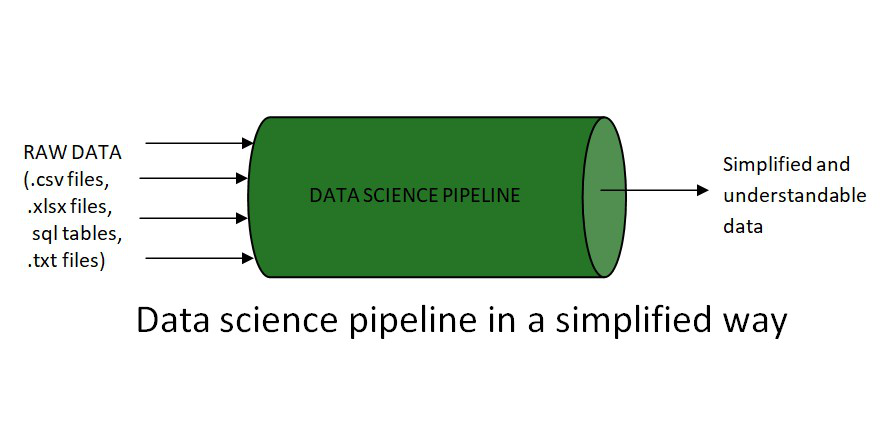 RAW DATA
(.csv files,
.xlsx files,
sql tables,
.txt files)
DATA SCIENCE PIPELINE
Simplified and
understandable
data
Data science pipeline in a simplified way